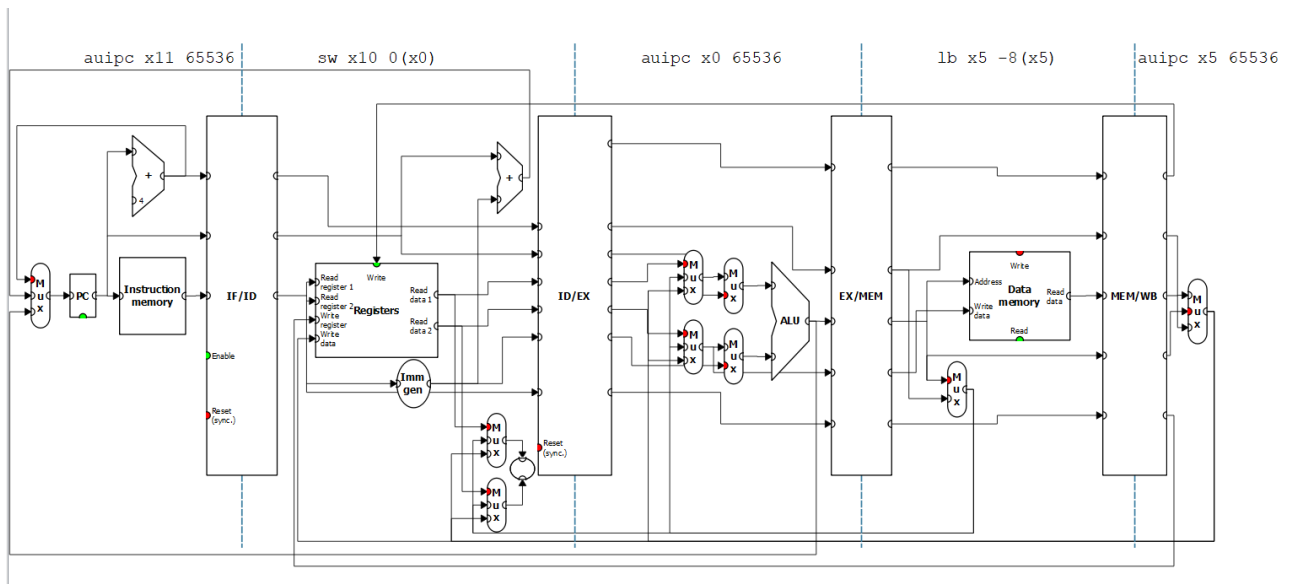 auipc x11 65536
sw x10 0(x0)
auipc x0 65536
lb x5 -8(x5)
auipc x5 65536
+
4
M
u
x
PC
Instruction
memory
IF/ID
Enable
Reset
(sync.)
+
Write
Read
register 1
Read
register 2
Write
register
Write
data
Registers
Read
data 1
Read
data 2
Imm
gen
M
u
x
M
u
x
ID/EX
Reset
(sync.)
M
u
x
M
u
x
M
u
x
M
u
x
ALU
EX/MEM
Write
Address
Write
data
Data
memory
Read
data
Read
M
u
x
MEM/WB
M
u
x